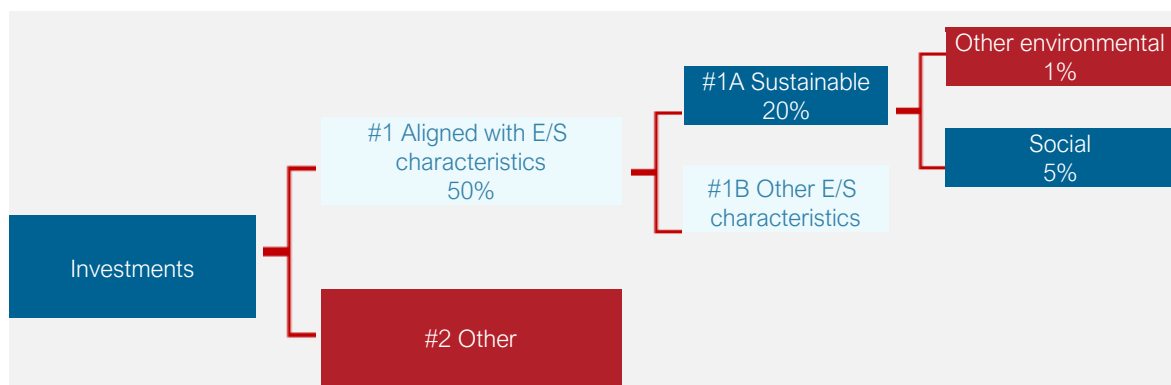 Investments
#1 Aligned with E/S
characteristics
50%
#2 Other
#1A Sustainable
20%
#1B Other E/S
characteristics
Other environmental
1%
Social
5%